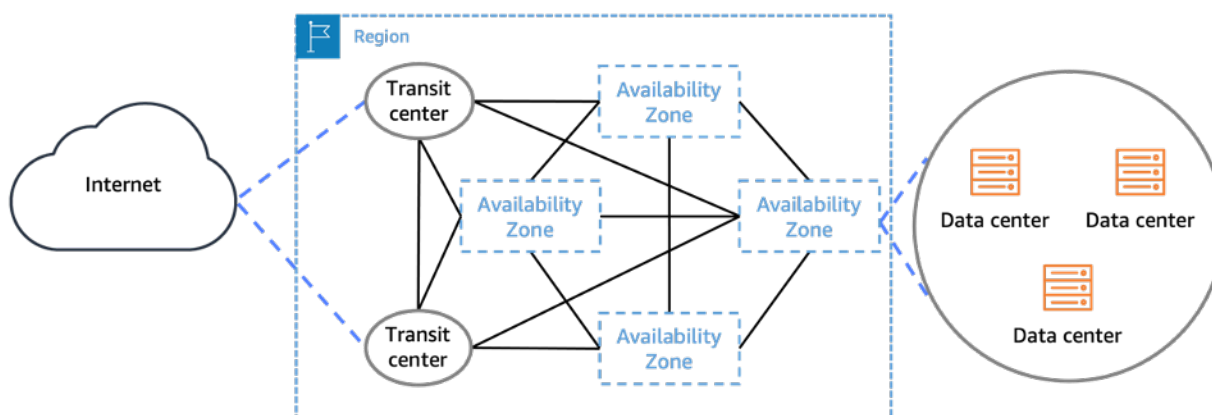 Region
Transit
center
Availability
Zone
Internet
Availability
Zone
Availability
Zone
Data center
Data center
Transit
center
Availability
Zone
Data center